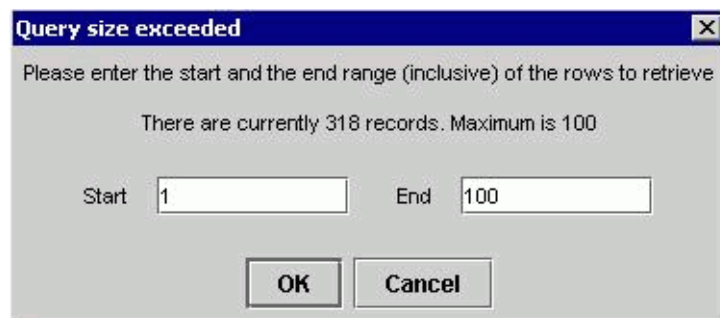 Query size exceeded
Please enter the start and the end range (inclusive) of the rows to retrieve
There are currently 318 records. Maximum is 100
Start 1 End 100
OK Cancel